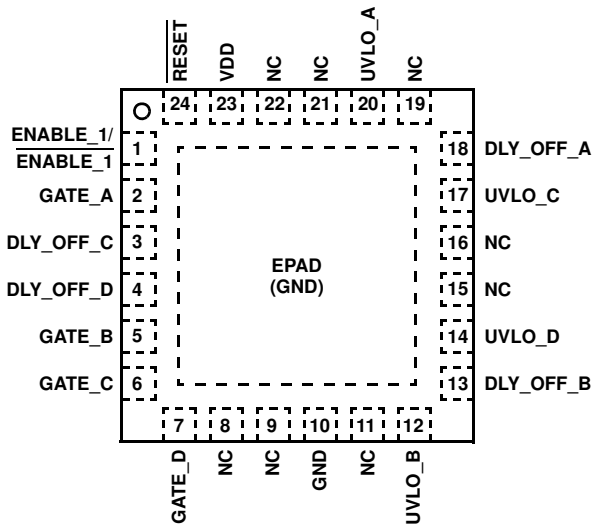 RESET
VDD
NC
NC
UVLO_A
NC
24
23
22
21
20
19
ENABLE_1/
ENABLE_1
1
18
DLY_OFF_A
GATE_A
2
17
UVLO_C
DLY_OFF_C
3
16
NC
EPAD
(GND)
DLY_OFF_D
4
15
NC
GATE_B
5
14
UVLO_D
GATE_C
6
13
DLY_OFF_B
7
8
9
10
11
12
GATE_D
NC
NC
GND
NC
UVLO_B